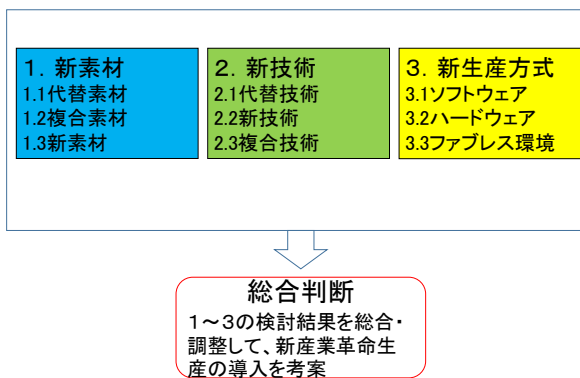 1．新素材
1.1代替素材
1.2複合素材
1.3新素材
2．新技術
2.1代替技術
2.2新技術
2.3複合技術
3．新生産方式
3.1ソフトウェア
3.2ハードウェア
3.3ファブレス環境
総合判断
1～3の検討結果を総合・
調整して、新産業革命生
産の導入を考案